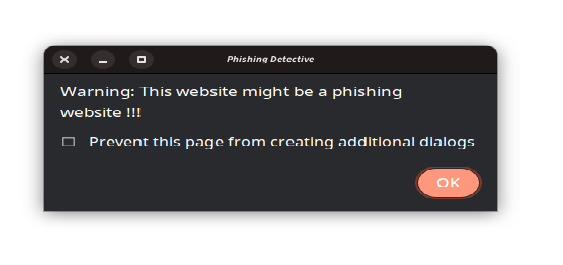 Phishing Detective
Warning: This website might be a phishing
website !!!
Prevent this page from creating additional dialogs
OK